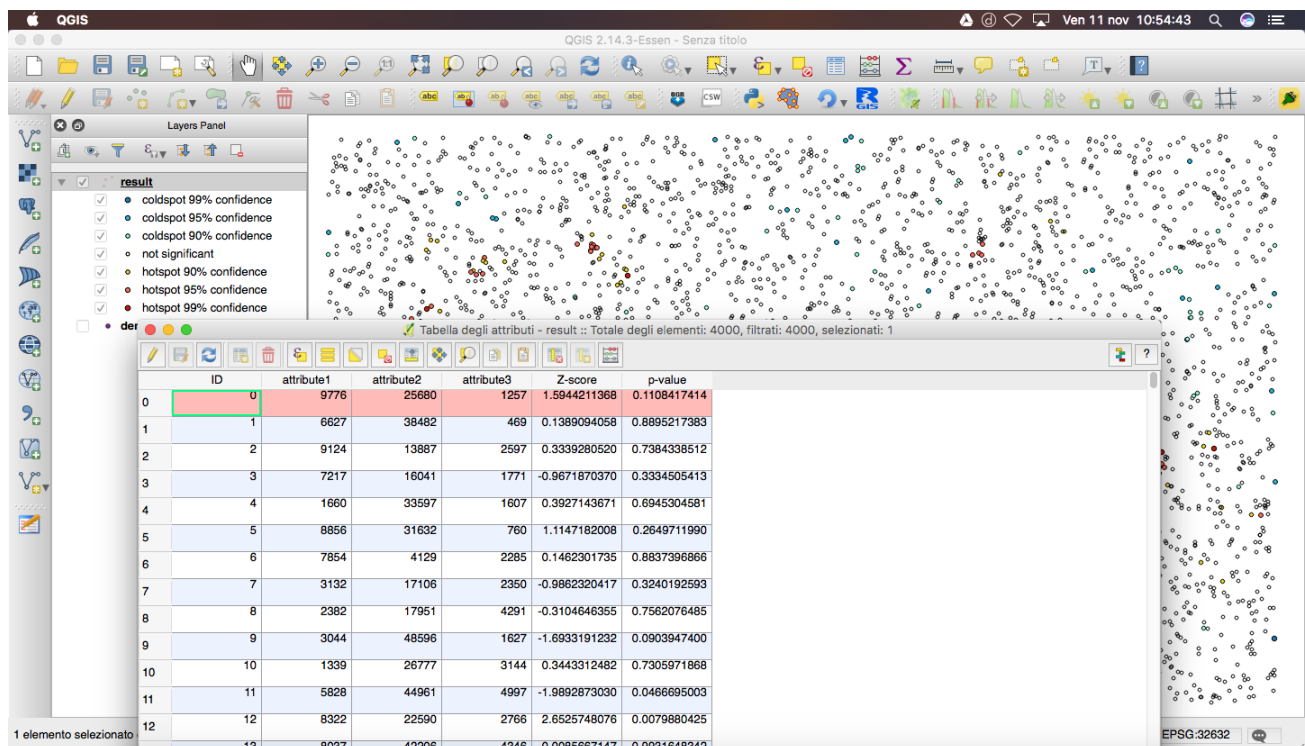 QGIS
Ven 11 nov 10:54:43
QGIS 2.14.3-Essen - Senza titolo
Layers Panel
result
coldspot 99% confidence
coldspot 95% confidence
coldspot 90% confidence
not significant
hotspot 90% confidence
hotspot 95% confidence
hotspot 99% confidence
Tabella degli attributi - result :: Totale degli elementi: 4000, filtrati: 4000, selezionati: 1
ID attribute1 attribute2 attribute3 Z-score p-value
0 0 9776 25680 1257 1.5944211368 0.1108417414
1 1 6627 38482 469 0.1389094058 0.8895217383
2 2 9124 13887 2597 0.3339280520 0.7384338512
3 3 7217 16041 1771 -0.9671870370 0.3334505413
4 4 1660 33597 1607 0.3927143671 0.6945304581
5 5 8856 31632 760 1.1147182008 0.2649711990
6 6 7854 4129 2285 0.1462301735 0.8837396866
7 7 3132 17106 2350 -0.9862320417 0.3240192593
8 8 2382 17951 4291 -0.3104646355 0.7562076485
9 9 3044 48596 1627 -1.6933191232 0.0903947400
10 10 1339 26777 3144 0.3443312482 0.7305971868
11 11 5828 44961 4997 -1.9892873030 0.0466695003
12 12 8322 22590 2766 2.6525748076 0.0079880425
1 elemento selezionato
EPSG:32632